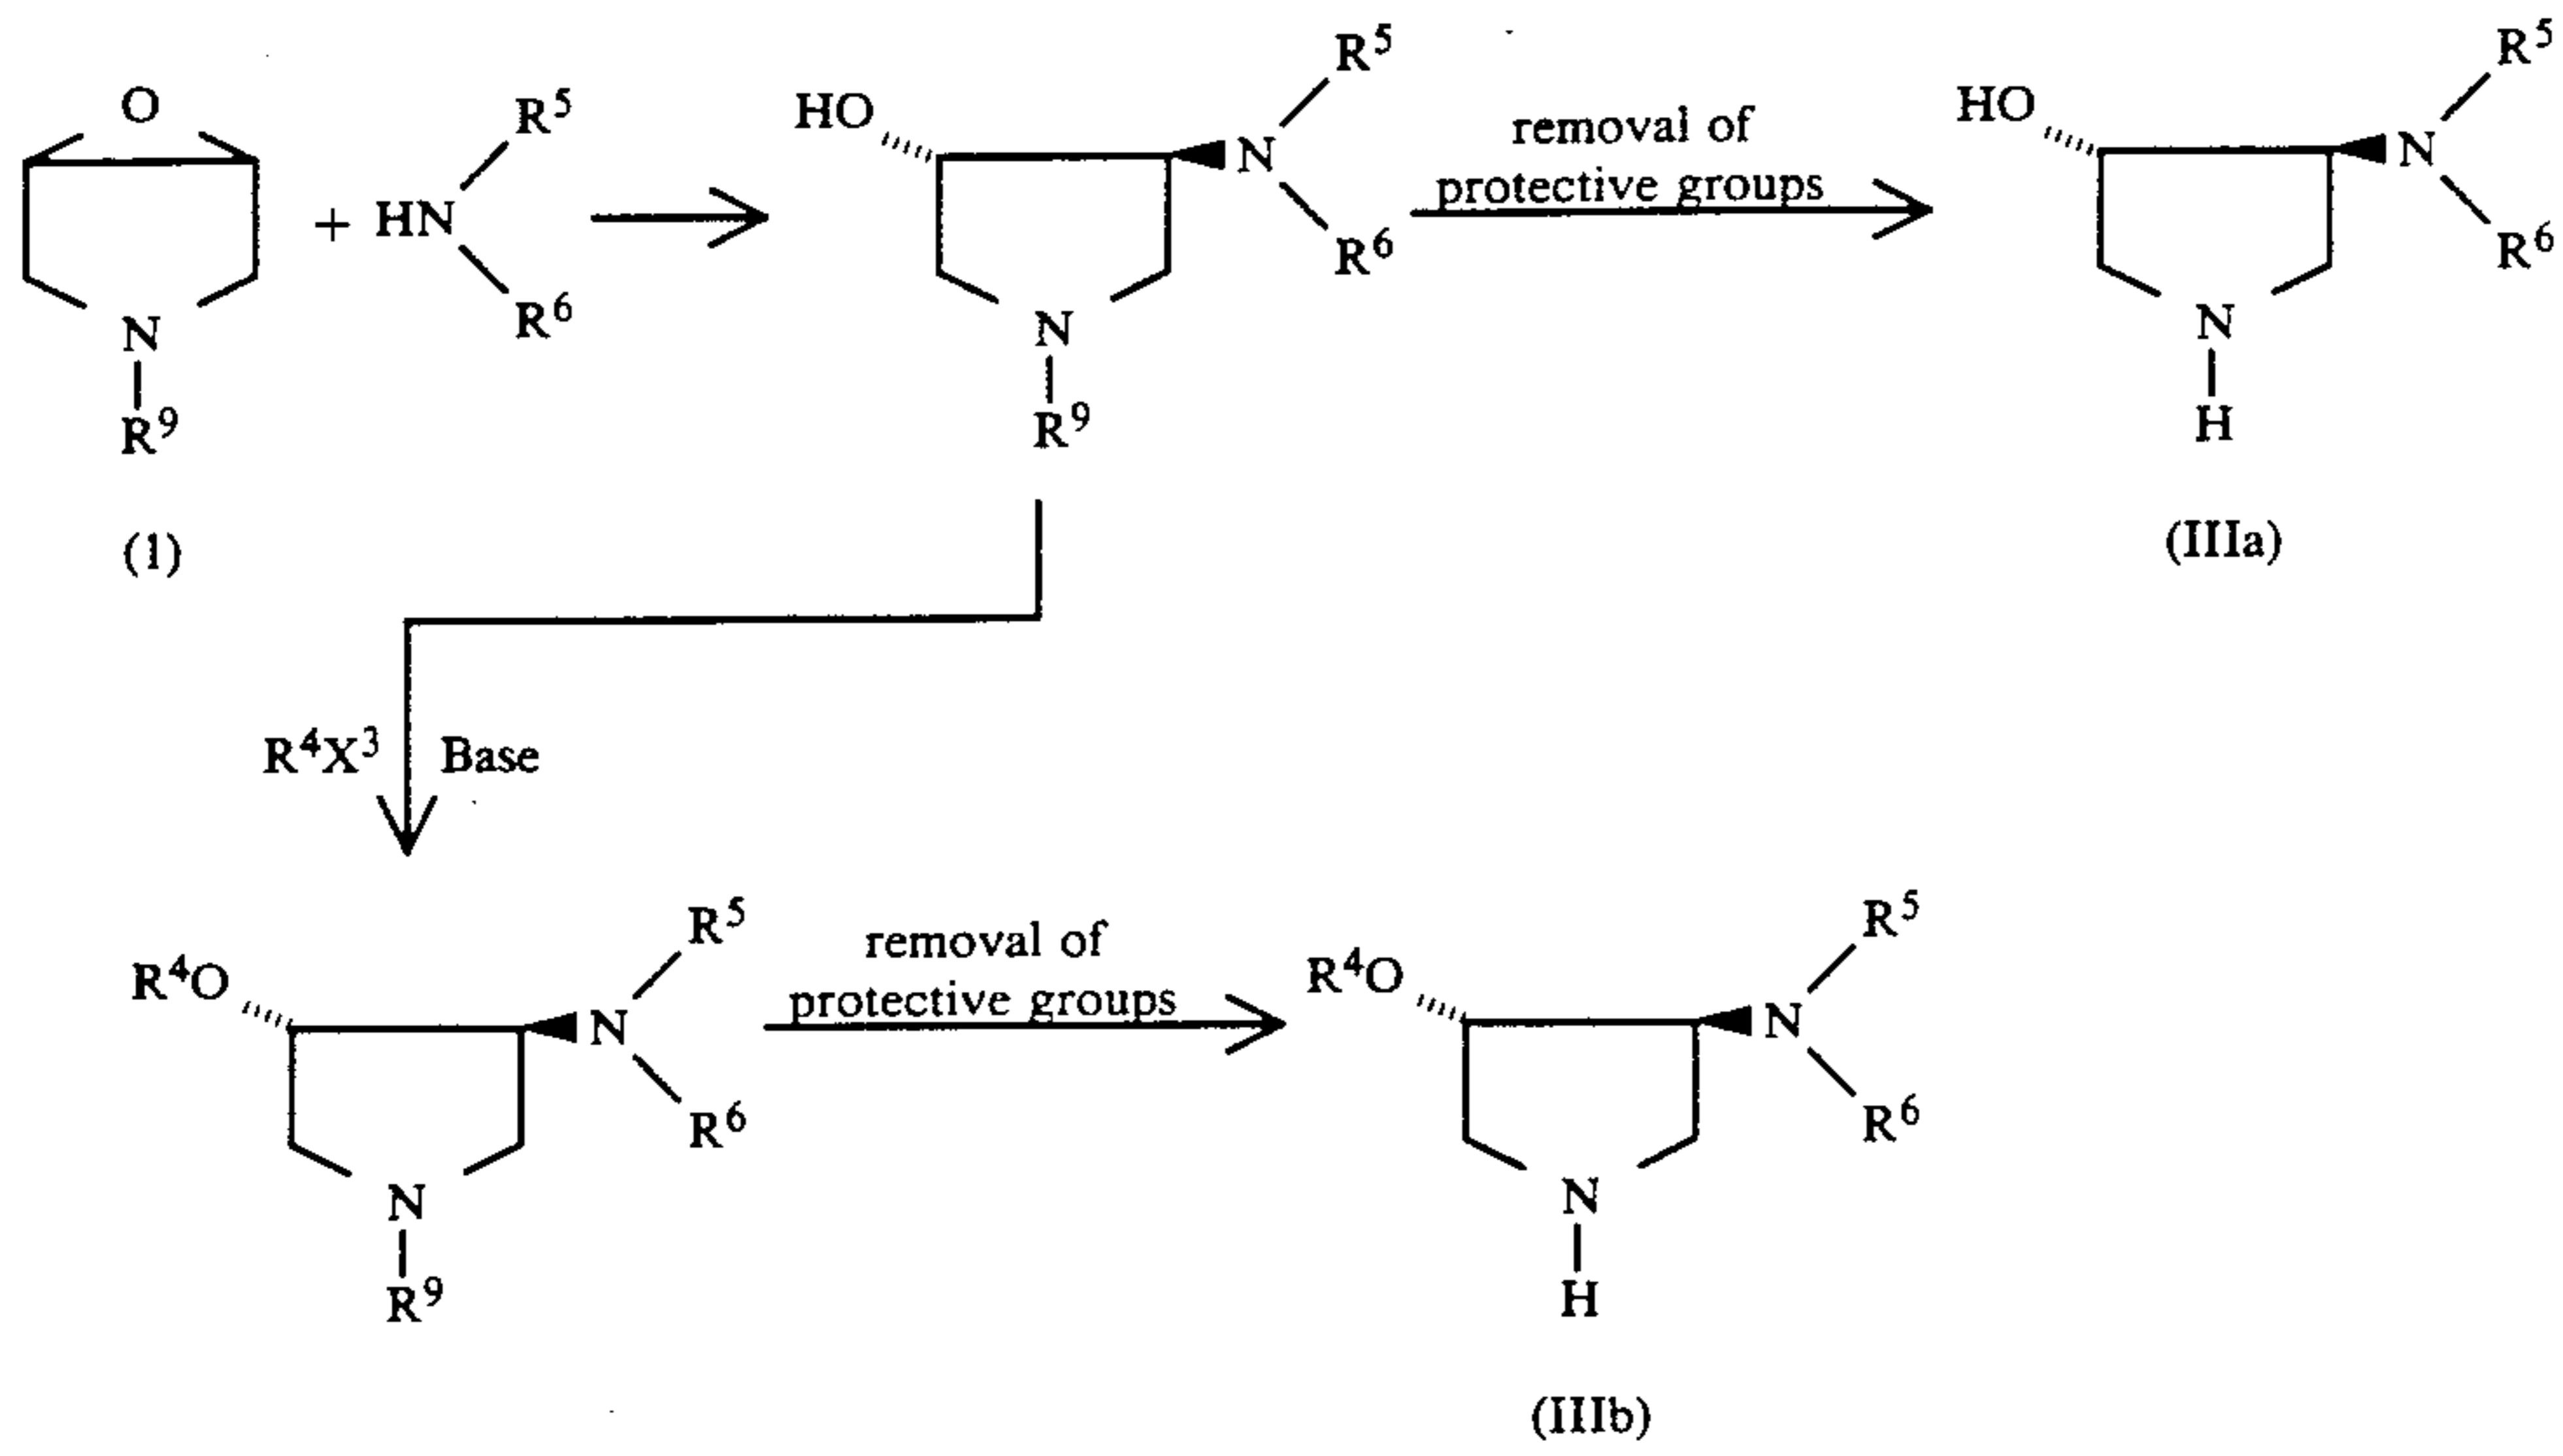 O
R⁵
+ HN
R⁶
N
R⁹
(1)
HO
R⁵
N
R⁶
N
R⁹
removal of
protective groups
HO
R⁵
N
R⁶
N
H
(IIIa)
R⁴X³ Base
R⁴O
R⁵
N
R⁶
N
R⁹
removal of
protective groups
R⁴O
R⁵
N
R⁶
N
H
(IIIb)